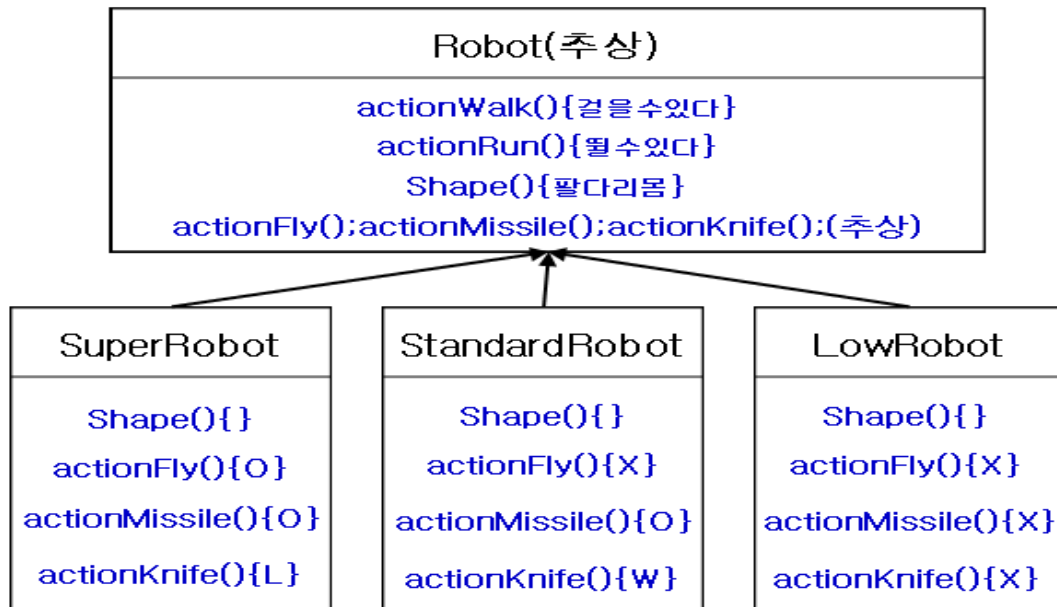 Robot(추상)
actionWalk(){걸을수있다}
actionRun(){뛸수있다}
Shape(){팔다리몸}
actionFly();actionMissile();actionKnife();(추상)
SuperRobot
Shape(){}
actionFly(){O}
actionMissile(){O}
actionKnife(){L}
StandardRobot
Shape(){}
actionFly(){X}
actionMissile(){O}
actionKnife(){W}
LowRobot
Shape(){}
actionFly(){X}
actionMissile(){X}
actionKnife(){X}